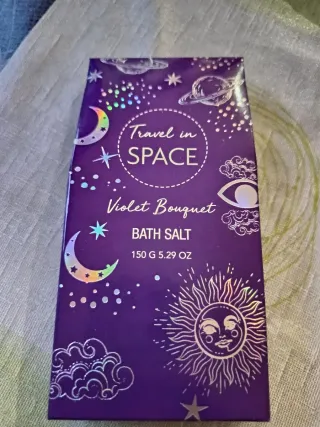 Travel in
SPACE
Violet Bouquet
BATH SALT
150 G 5.29 OZ